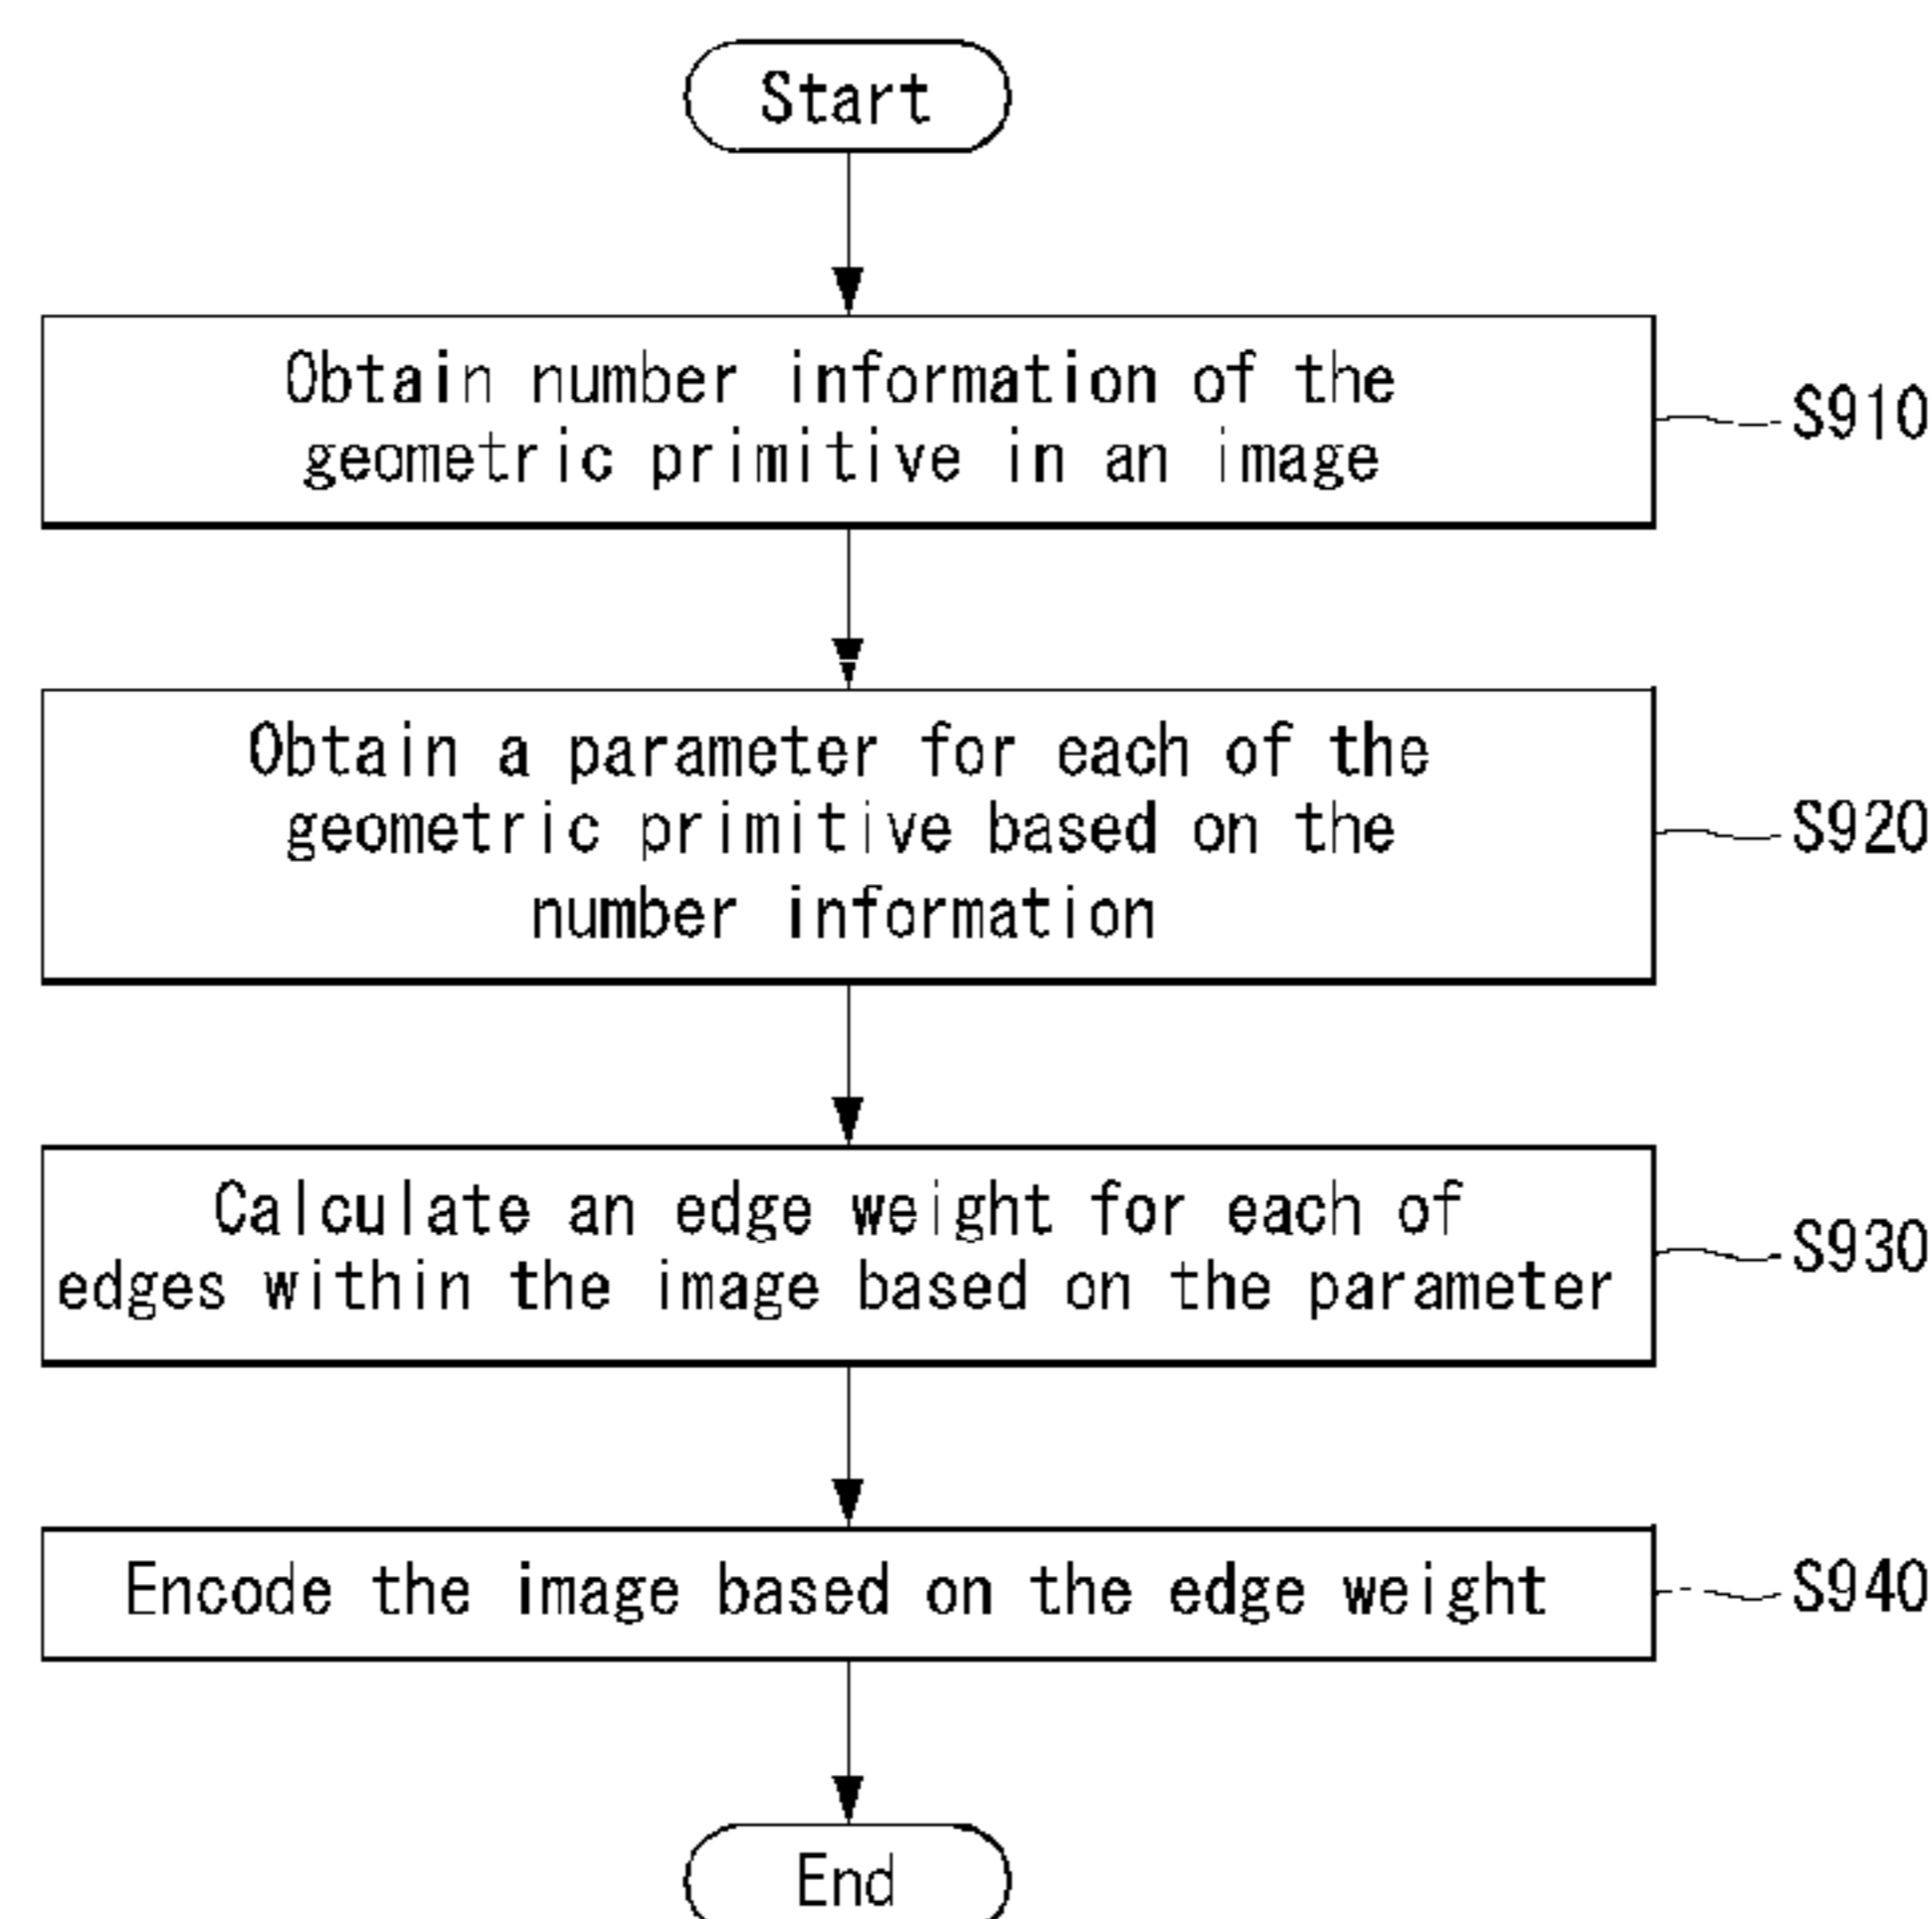 Start
Obtain number information of the
geometric primitive in an image
S910
Obtain a parameter for each of the
geometric primitive based on the
number information
S920
Calculate an edge weight for each of
edges within the image based on the parameter
S930
Encode the image based on the edge weight
S940
End